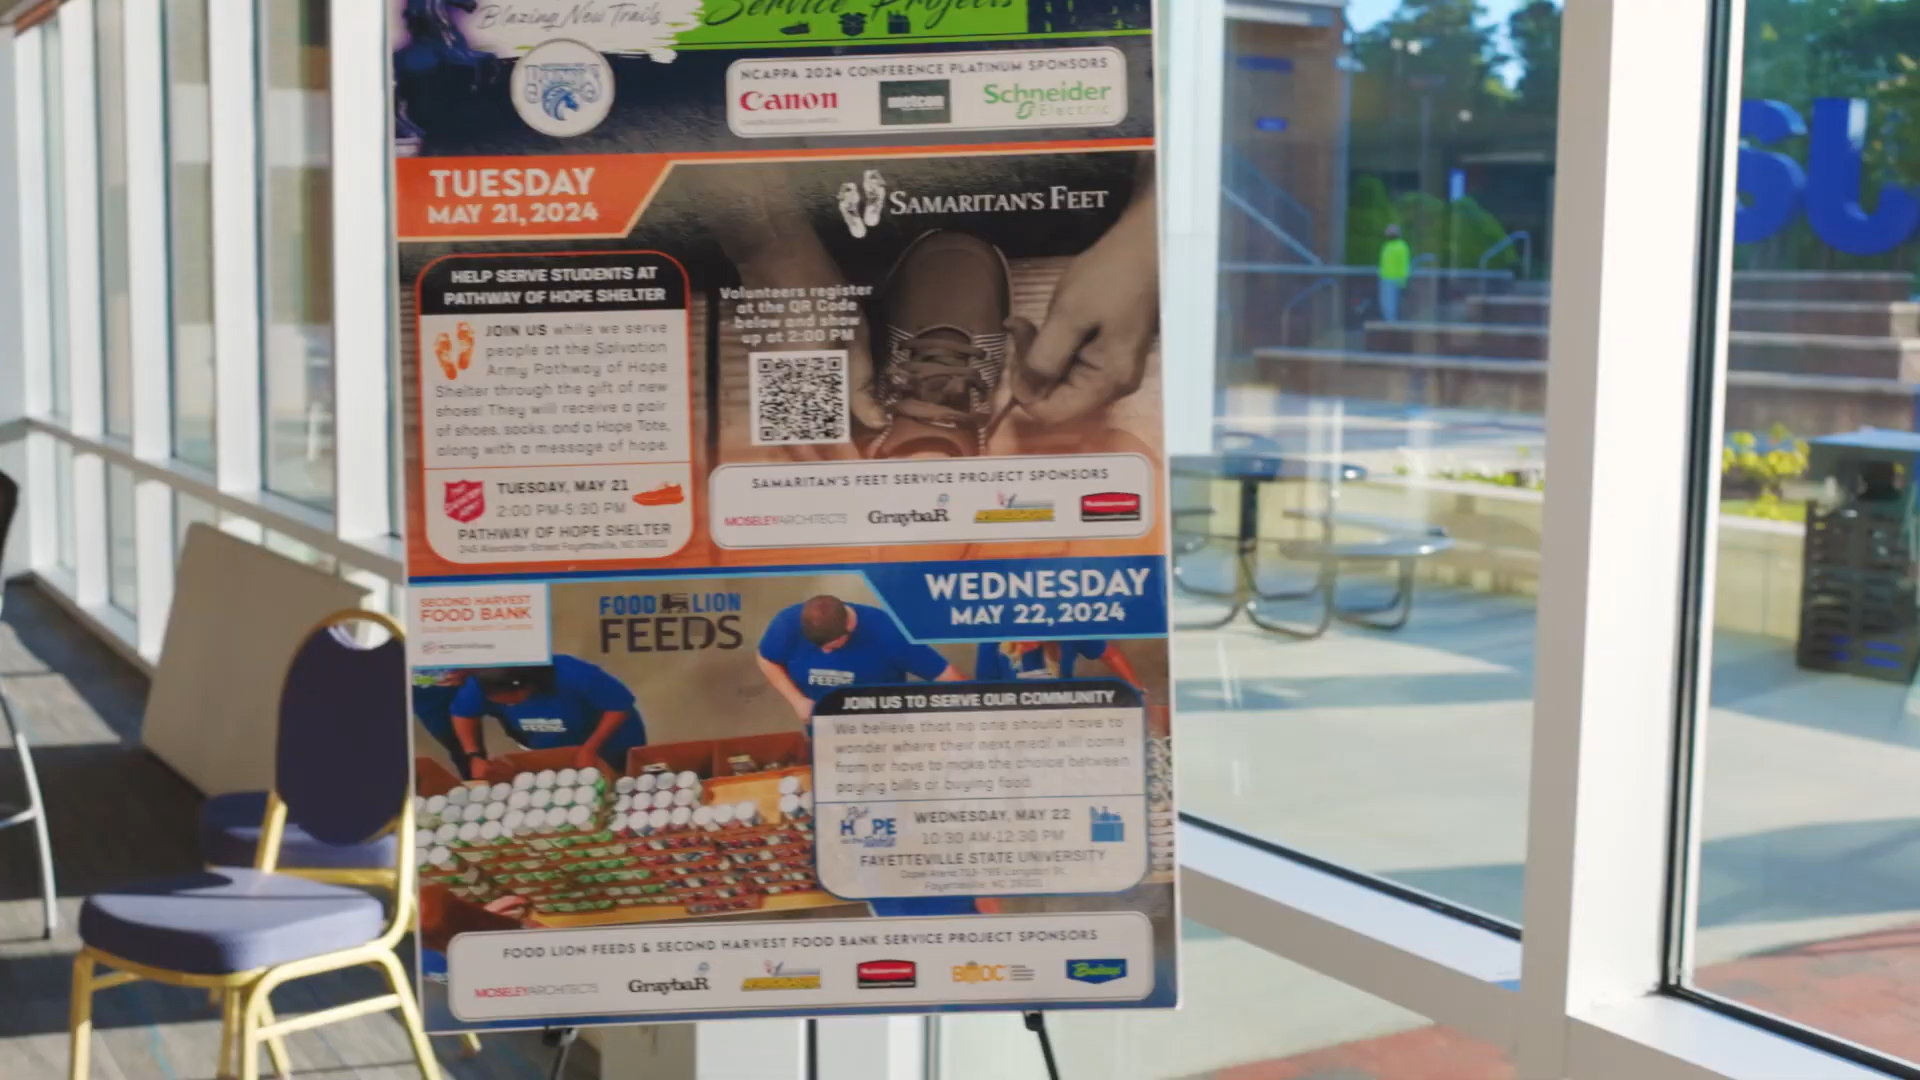 Blazing New Trails
Service Projects
NCAPPA 2024 CONFERENCE PLATINUM SPONSORS
Canon
metcon
Schneider
Electric
TUESDAY
MAY 21, 2024
SAMARITAN'S FEET
HELP SERVE STUDENTS AT
PATHWAY OF HOPE SHELTER
JOIN US while we serve
people at the Salvation
Army Pathway of Hope
Shelter through the gift of new
shoes! They will receive a pair
of shoes, socks, and a Hope Tote,
along with a message of hope.
TUESDAY, MAY 21
2:00 PM-5:30 PM
PATHWAY OF HOPE SHELTER
Volunteers register
at the QR Code
below and show
up at 2:00 PM
SAMARITAN'S FEET SERVICE PROJECT SPONSORS
MOSELEYARCHITECTS
GraybaR
SECOND HARVEST
FOOD BANK
FOOD LION
FEEDS
WEDNESDAY
MAY 22, 2024
JOIN US TO SERVE OUR COMMUNITY
We believe that no one should have to
wonder where their next meal will come
from or have to make the choice between
paying bills or buying food.
Put
HOPE
on the Table
WEDNESDAY, MAY 22
10:30 AM-12:30 PM
FAYETTEVILLE STATE UNIVERSITY
FOOD LION FEEDS & SECOND HARVEST FOOD BANK SERVICE PROJECT SPONSORS
MOSELEYARCHITECTS
GraybaR